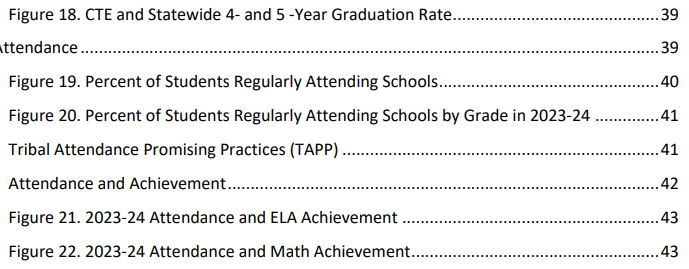 Figure 18. CTE and Statewide 4- and 5 -Year Graduation Rate.................................................39
Attendance....................................................................................................................39
Figure 19. Percent of Students Regularly Attending Schools....................................................40
Figure 20. Percent of Students Regularly Attending Schools by Grade in 2023-24 ..............41
Tribal Attendance Promising Practices (TAPP) ......................................................................41
Attendance and Achievement..............................................................................................42
Figure 21. 2023-24 Attendance and ELA Achievement ...........................................................43
Figure 22. 2023-24 Attendance and Math Achievement.........................................................43